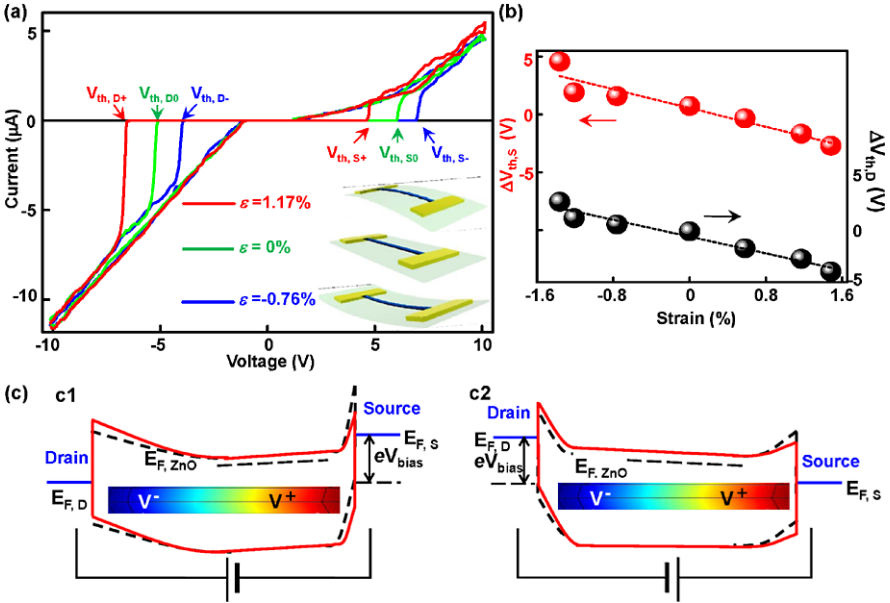 (a)
5
0
-5
-10
Current (µA)
-10
-5
0
5
10
Voltage (V)
V_th, D+
V_th, D0
V_th, D-
V_th, S+
V_th, S0
V_th, S-
ε =1.17%
ε =0%
ε =-0.76%
(b)
5
0
-5
ΔV_th,S (V)
5
0
-5
ΔV_th,D (V)
-1.6
-0.8
0
0.8
1.6
Strain (%)
(c)
c1
Drain
E_F, D
E_F, ZnO
V⁻
V⁺
Source
E_F, S
eV_bias
c2
Drain
E_F, D
eV_bias
E_F, ZnO
V⁻
V⁺
Source
E_F, S